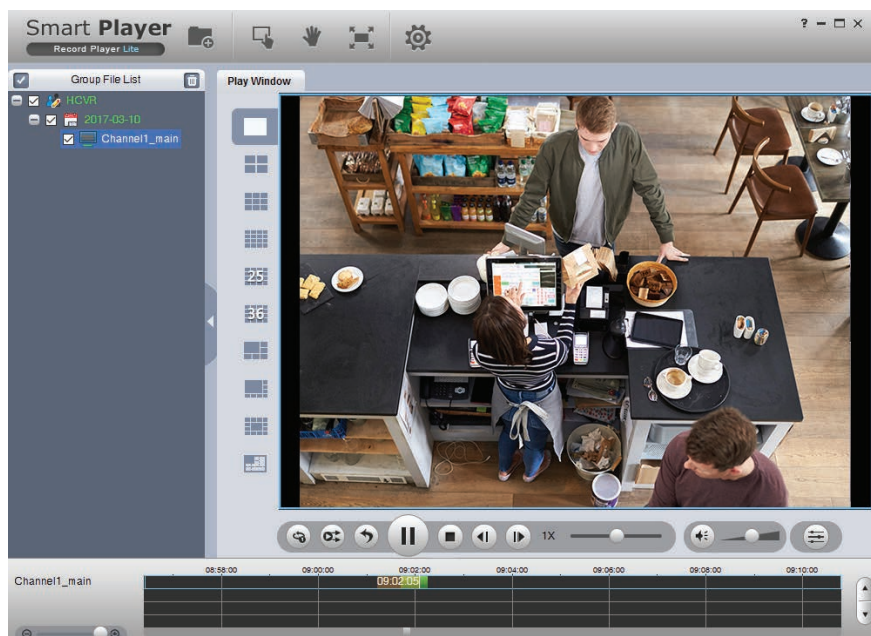 Smart Player
Record Player Lite
?
Group File List
Play Window
HCVR
2017-03-10
Channel1_main
25
36
1X
08:58:00 09:00:00 09:02:00 09:04:00 09:06:00 09:08:00 09:10:00
Channel1_main
09:02:05